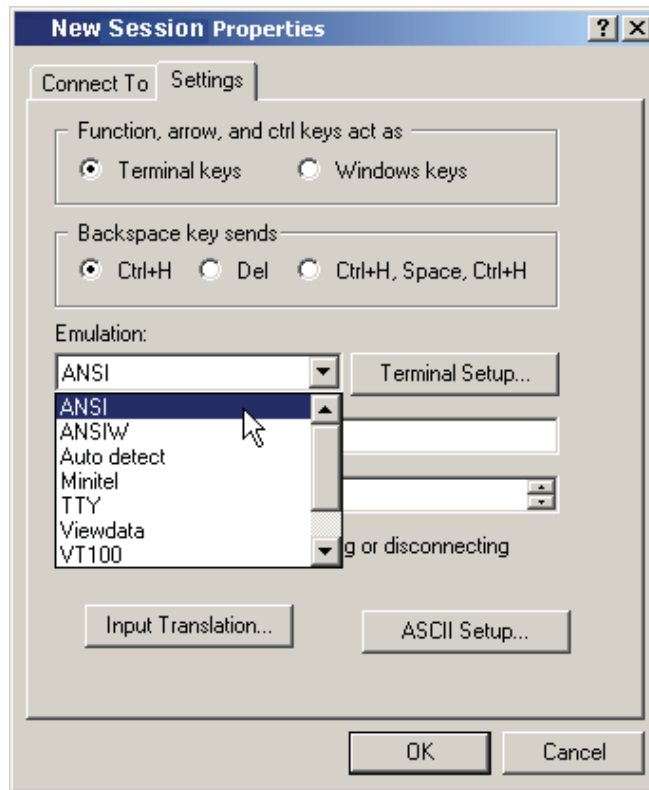 New Session Properties ? X
Connect To Settings
Function, arrow, and ctrl keys act as
Terminal keys Windows keys
Backspace key sends
Ctrl+H Del Ctrl+H, Space, Ctrl+H
Emulation:
ANSI Terminal Setup...
ANSI
ANSIW
Auto detect
Minitel
TTY
Viewdata
VT100 g or disconnecting
Input Translation... ASCII Setup...
OK Cancel